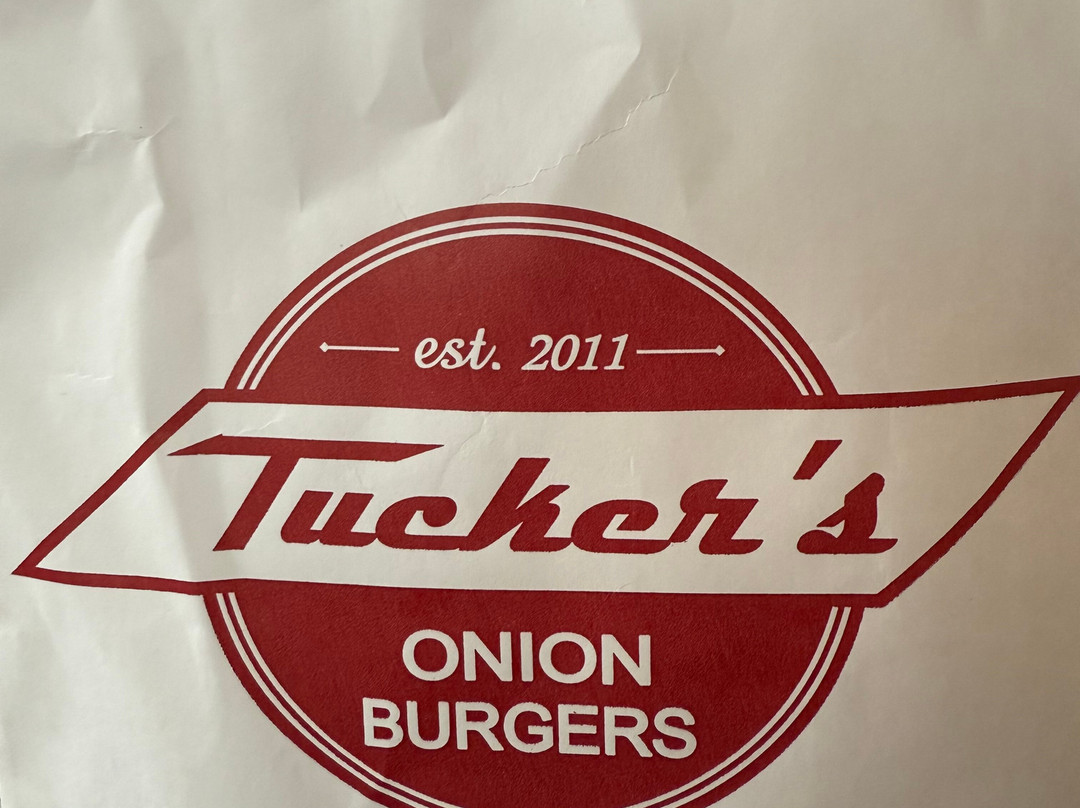 est. 2011
Tucker's
ONION
BURGERS